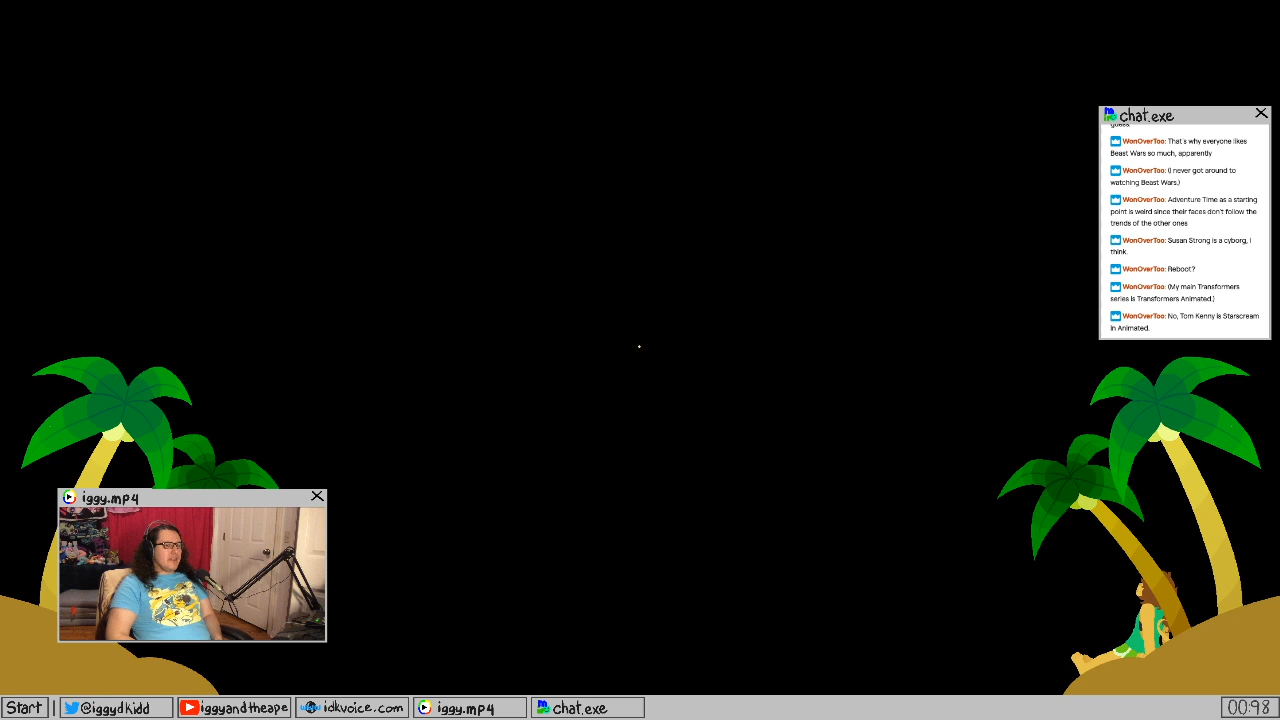 chat.exe
guess.
WonOverToo: That's why everyone likes
Beast Wars so much, apparently
WonOverToo: (I never got around to
watching Beast Wars.)
WonOverToo: Adventure Time as a starting
point is weird since their faces don't follow the
trends of the other ones
WonOverToo: Susan Strong is a cyborg, I
think.
WonOverToo: Reboot?
WonOverToo: (My main Transformers
series is Transformers Animated.)
WonOverToo: No, Tom Kenny is Starscream
in Animated.
iggy.mp4
Start | @iggydkidd iggyandtheape idkvoice.com iggy.mp4 chat.exe 00:98